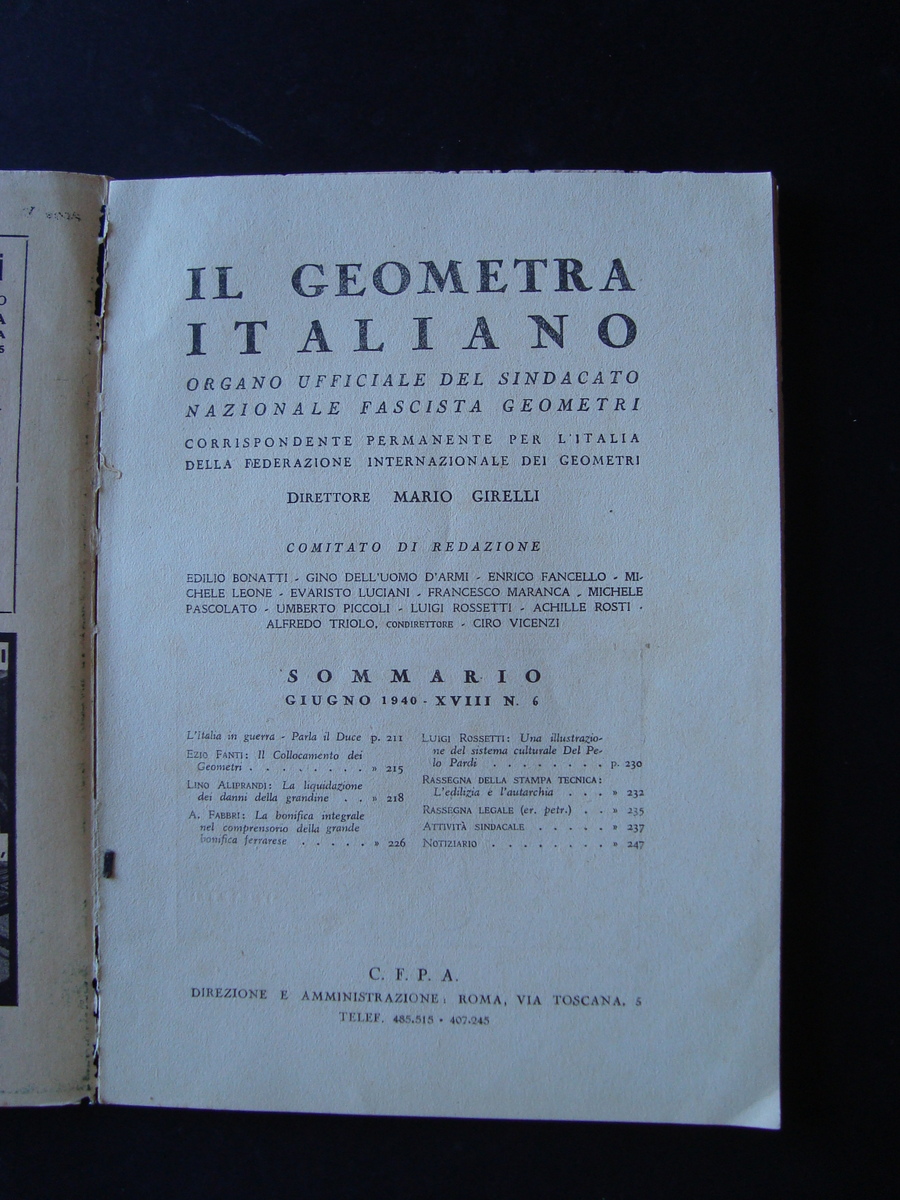 IL GEOMETRA
ITALIANO
ORGANO UFFICIALE DEL SINDACATO
NAZIONALE FASCISTA GEOMETRI
CORRISPONDENTE PERMANENTE PER L'ITALIA
DELLA FEDERAZIONE INTERNAZIONALE DEI GEOMETRI
DIRETTORE MARIO GIRELLI
COMITATO DI REDAZIONE
EDILIO BONATTI - GINO DELL'UOMO D'ARMI - ENRICO FANCELLO - MI-
CHELE LEONE - EVARISTO LUCIANI - FRANCESCO MARANCA - MICHELE
PASCOLATO - UMBERTO PICCOLI - LUIGI ROSSETTI - ACHILLE ROSTI -
ALFREDO TRIOLO, CONDIRETTORE - CIRO VICENZI
SOMMARIO
GIUGNO 1940 - XVIII N. 6
L'Italia in guerra - Parla il Duce p. 211
EZIO FANTI: Il Collocamento dei
Geometri . . . . . . . . » 215
LINO ALIPRANDI: La liquidazione
dei danni della grandine . . » 218
A. FABBRI: La bonifica integrale
nel comprensorio della grande
bonifica ferrarese . . . . . » 226
LUIGI ROSSETTI: Una illustrazio-
ne del sistema culturale Del Pe-
lo Pardi . . . . . . . . p. 230
RASSEGNA DELLA STAMPA TECNICA:
L'edilizia e l'autarchia . . . » 232
RASSEGNA LEGALE (er. petr.) . . » 235
ATTIVITÀ SINDACALE . . . . . » 237
NOTIZIARIO . . . . . . . . » 247
C. F. P. A.
DIREZIONE E AMMINISTRAZIONE: ROMA, VIA TOSCANA, 5
TELEF. 485.515 - 407.245